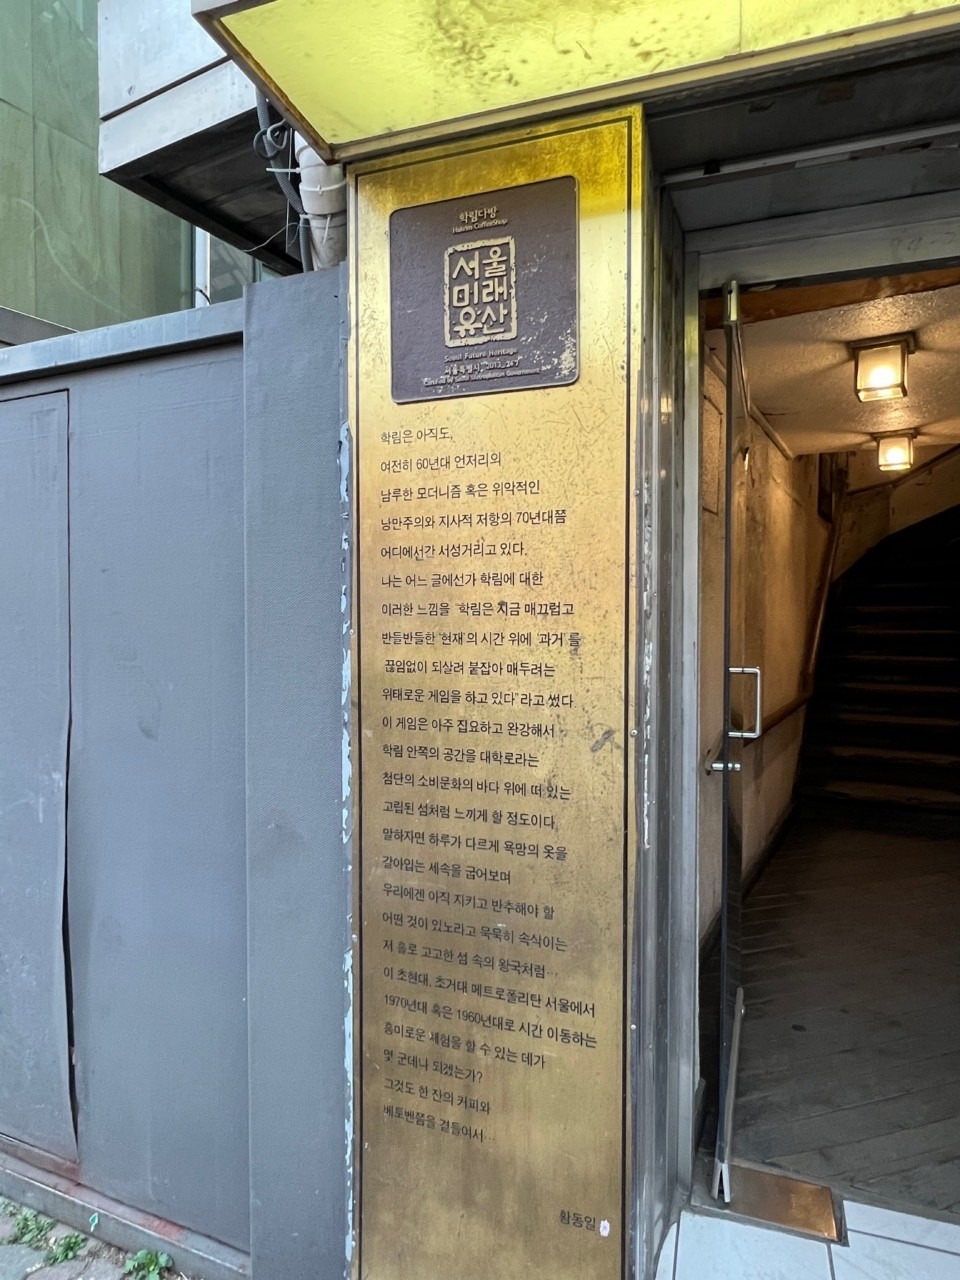 학림다방
Hakrim CoffeeShop
서울
미래
유산
Seoul Future Heritage
서울특별시, 2013_247
Certified by Seoul Metropolitan Government
학림은 아직도,
여전히 60년대 언저리의
남루한 모더니즘 혹은 위악적인
낭만주의와 지사적 저항의 70년대쯤
어디에선간 서성거리고 있다.
나는 어느 글에선가 학림에 대한
이러한 느낌을 “학림은 지금 매끄럽고
반들반들한 ‘현재’의 시간 위에 ‘과거’를
끊임없이 되살려 붙잡아 매두려는
위태로운 게임을 하고 있다”라고 썼다.
이 게임은 아주 집요하고 완강해서
학림 안쪽의 공간을 대학로라는
첨단의 소비문화의 바다 위에 떠 있는
고립된 섬처럼 느끼게 할 정도이다.
말하자면 하루가 다르게 욕망의 옷을
갈아입는 세속을 굽어보며
우리에겐 아직 지키고 반추해야 할
어떤 것이 있노라고 묵묵히 속삭이는
저 홀로 고고한 섬 속의 왕국처럼…
이 초현대, 초거대 메트로폴리탄 서울에서
1970년대 혹은 1960년대로 시간 이동하는
흥미로운 체험을 할 수 있는 데가
몇 군데나 되겠는가?
그것도 한 잔의 커피와
베토벤쯤을 곁들여서…
황동일